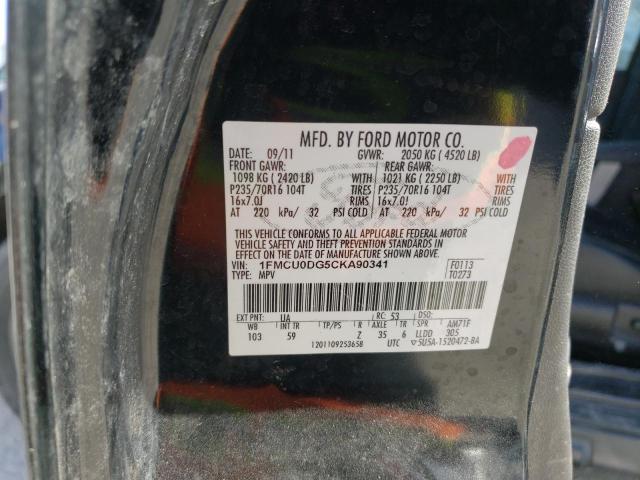 MFD. BY FORD MOTOR CO.
DATE: 09/11 GVWR: 2050 KG ( 4520 LB)
FRONT GAWR: REAR GAWR:
1098 KG ( 2420 LB) WITH 1021 KG ( 2250 LB) WITH
P235/70R16 104T TIRES P235/70R16 104T TIRES
16x7.0J RIMS 16x7.0J RIMS
AT 220 kPa/ 32 PSI COLD AT 220 kPa/ 32 PSI COLD
THIS VEHICLE CONFORMS TO ALL APPLICABLE FEDERAL MOTOR
VEHICLE SAFETY AND THEFT PREVENTION STANDARDS IN EFFECT
ON THE DATE OF MANUFACTURE SHOWN ABOVE.
VIN: 1FMCU0DG5CKA90341 F0113
TYPE: MPV T0273
EXT PNT: UA RC: 53 DSO:
WB INT TR TP/PS R AXLE TR SPR AM71F
103 59 Z 35 6 LLDD 305
1201109253658 UTC 5U5A-1520472-BA